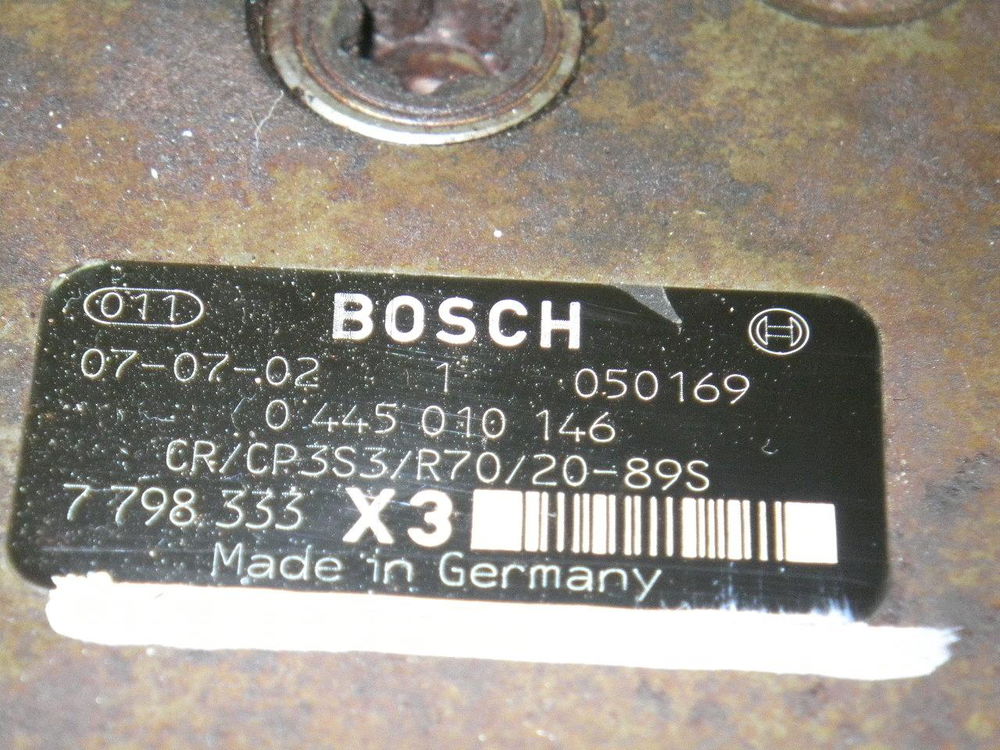 011 BOSCH
07-07-02 1 050169
0 445 010 146
CR/CP3S3/R70/20-89S
7 798 333 X3
Made in Germany